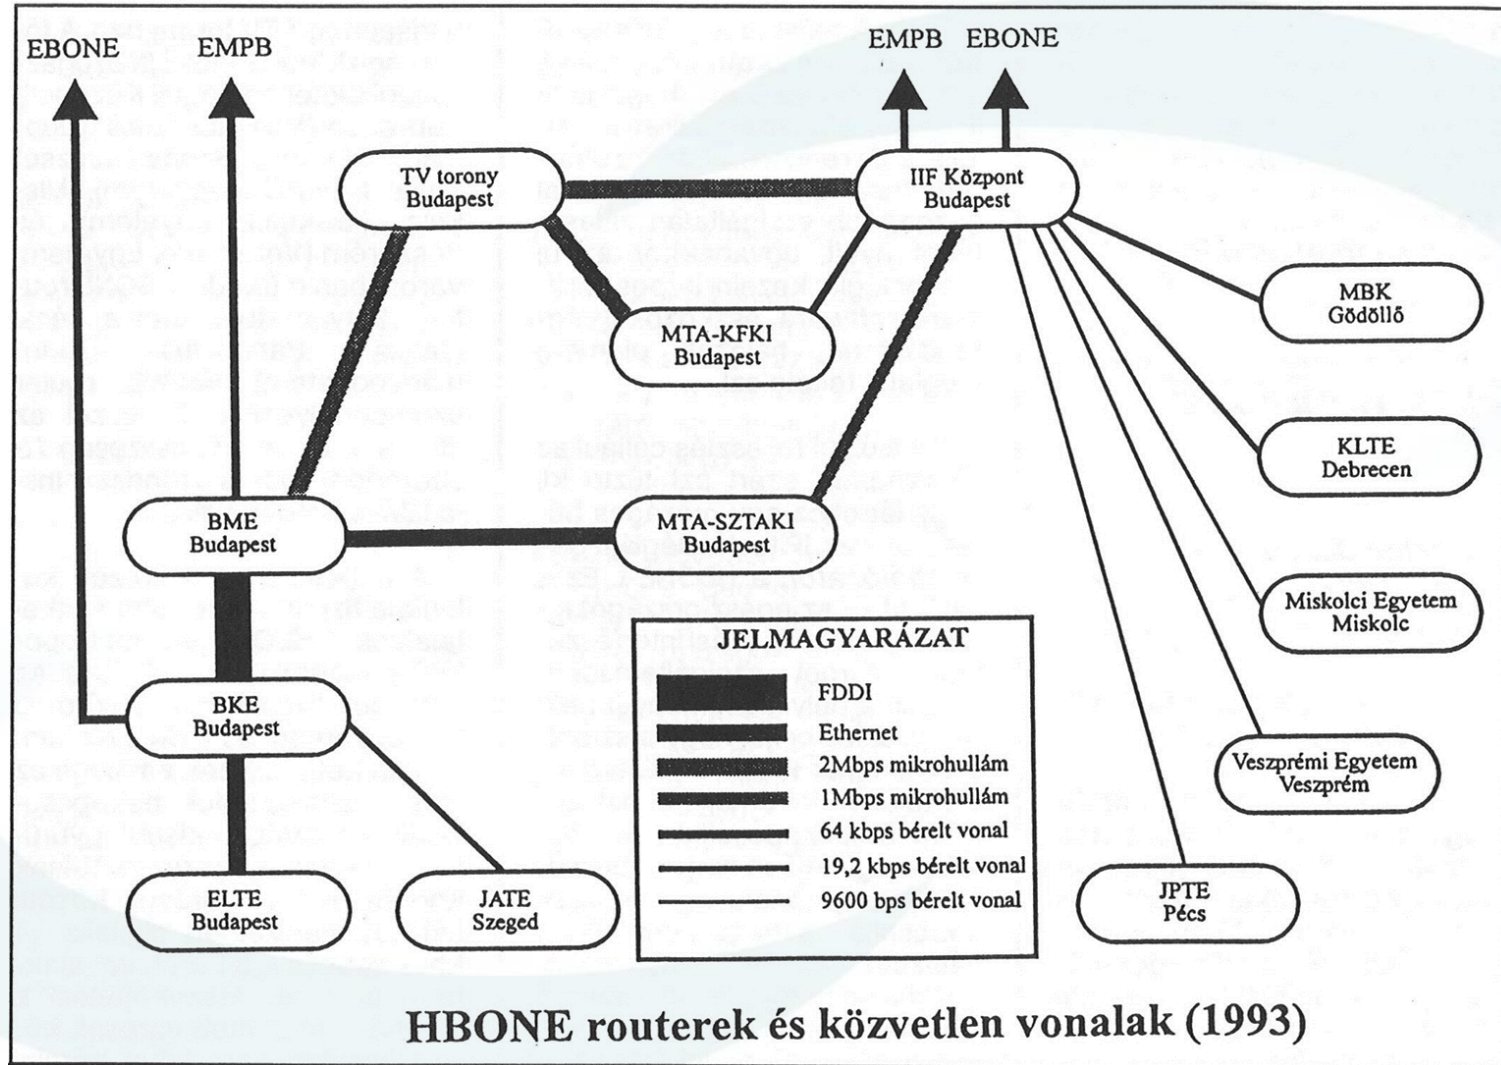 EBONE
EMPB
EMPB
EBONE
TV torony
Budapest
IIF Központ
Budapest
MTA-KFKI
Budapest
MBK
Gödöllő
KLTE
Debrecen
BME
Budapest
MTA-SZTAKI
Budapest
Miskolci Egyetem
Miskolc
JELMAGYARÁZAT
FDDI
Ethernet
2Mbps mikrohullám
1Mbps mikrohullám
64 kbps bérelt vonal
19,2 kbps bérelt vonal
9600 bps bérelt vonal
BKE
Budapest
Veszprémi Egyetem
Veszprém
ELTE
Budapest
JATE
Szeged
JPTE
Pécs
HBONE routerek és közvetlen vonalak (1993)